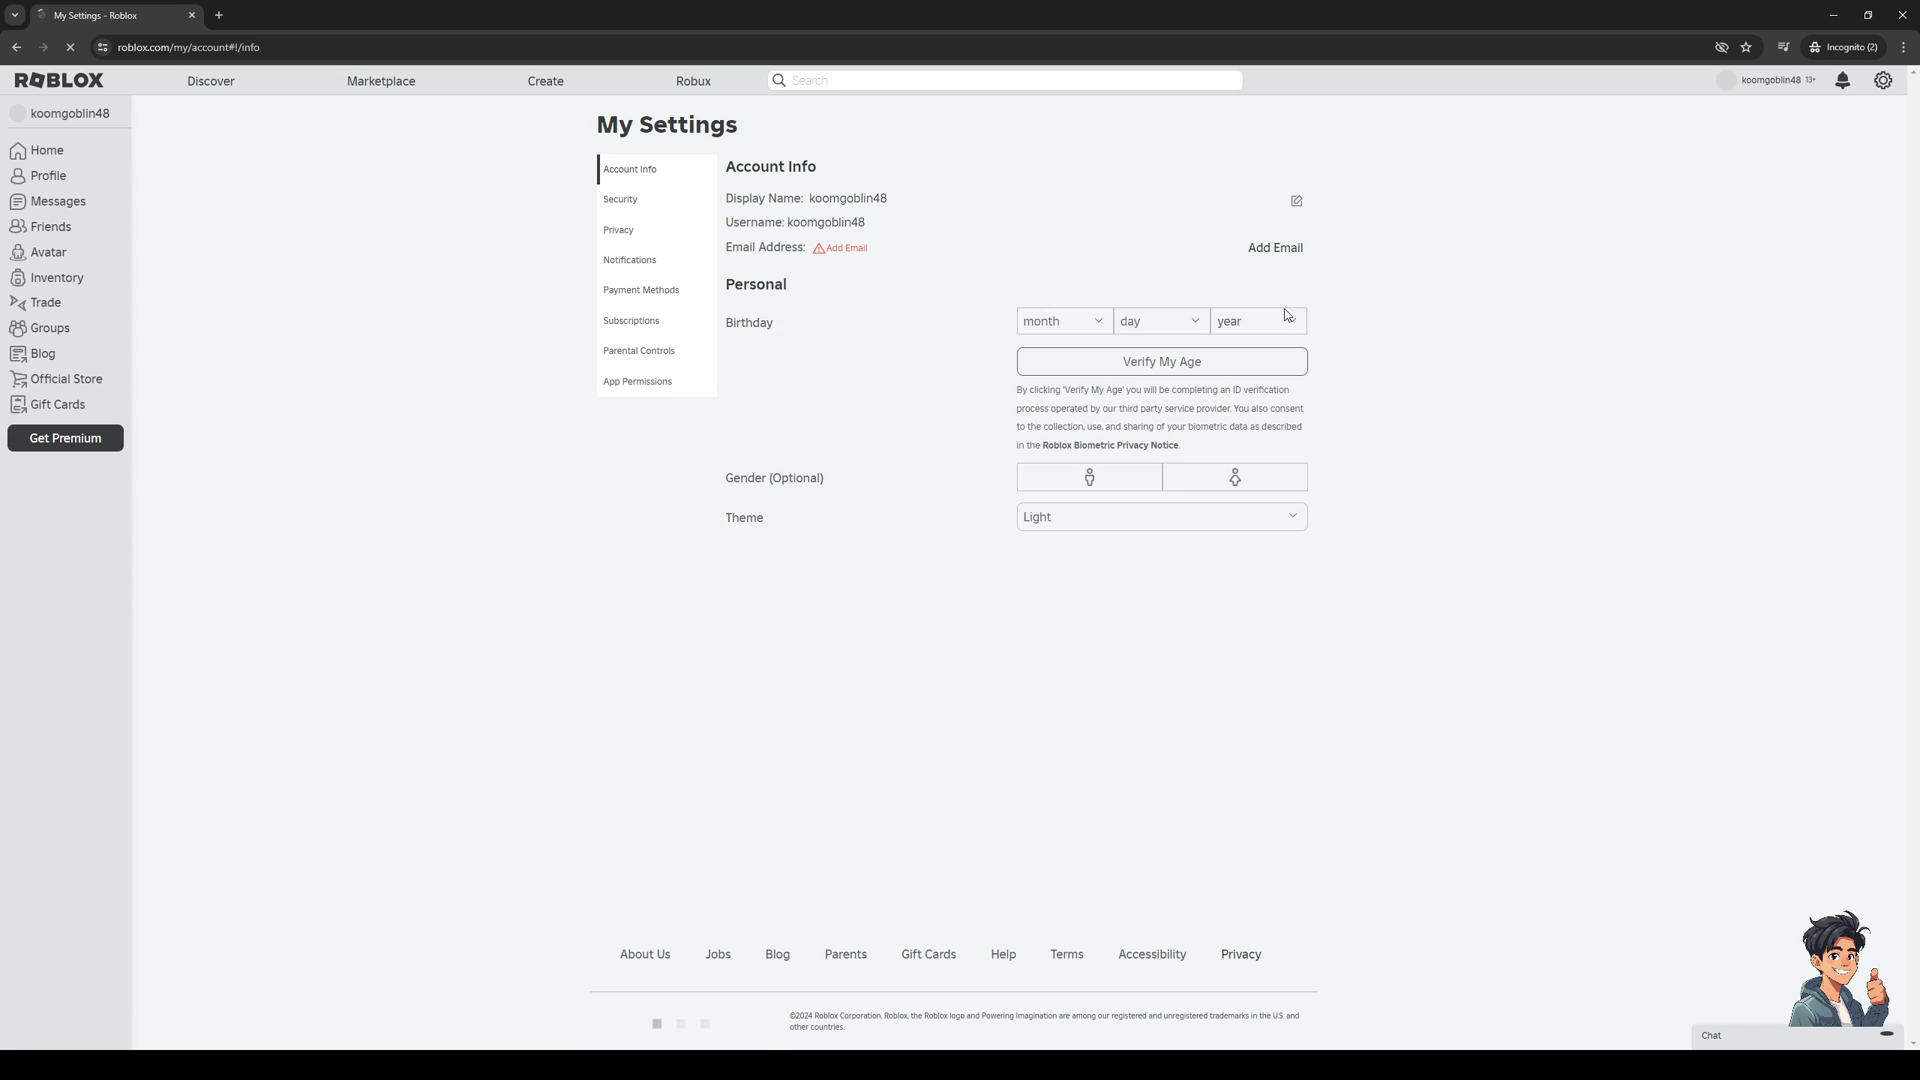 My Settings - Roblox
roblox.com/my/account#!/info
Incognito (2)
ROBLOX
Discover
Marketplace
Create
Robux
Search
koomgoblin48 13+
koomgoblin48
Home
Profile
Messages
Friends
Avatar
Inventory
Trade
Groups
Blog
Official Store
Gift Cards
Get Premium
My Settings
Account Info
Security
Privacy
Notifications
Payment Methods
Subscriptions
Parental Controls
App Permissions
Account Info
Display Name: koomgoblin48
Username: koomgoblin48
Email Address: Add Email
Add Email
Personal
Birthday
month
day
year
Verify My Age
By clicking 'Verify My Age' you will be completing an ID verification
process operated by our third party service provider. You also consent
to the collection, use, and sharing of your biometric data as described
in the Roblox Biometric Privacy Notice.
Gender (Optional)
Theme
Light
About Us
Jobs
Blog
Parents
Gift Cards
Help
Terms
Accessibility
Privacy
©2024 Roblox Corporation. Roblox, the Roblox logo and Powering Imagination are among our registered and unregistered trademarks in the U.S. and
other countries.
Chat